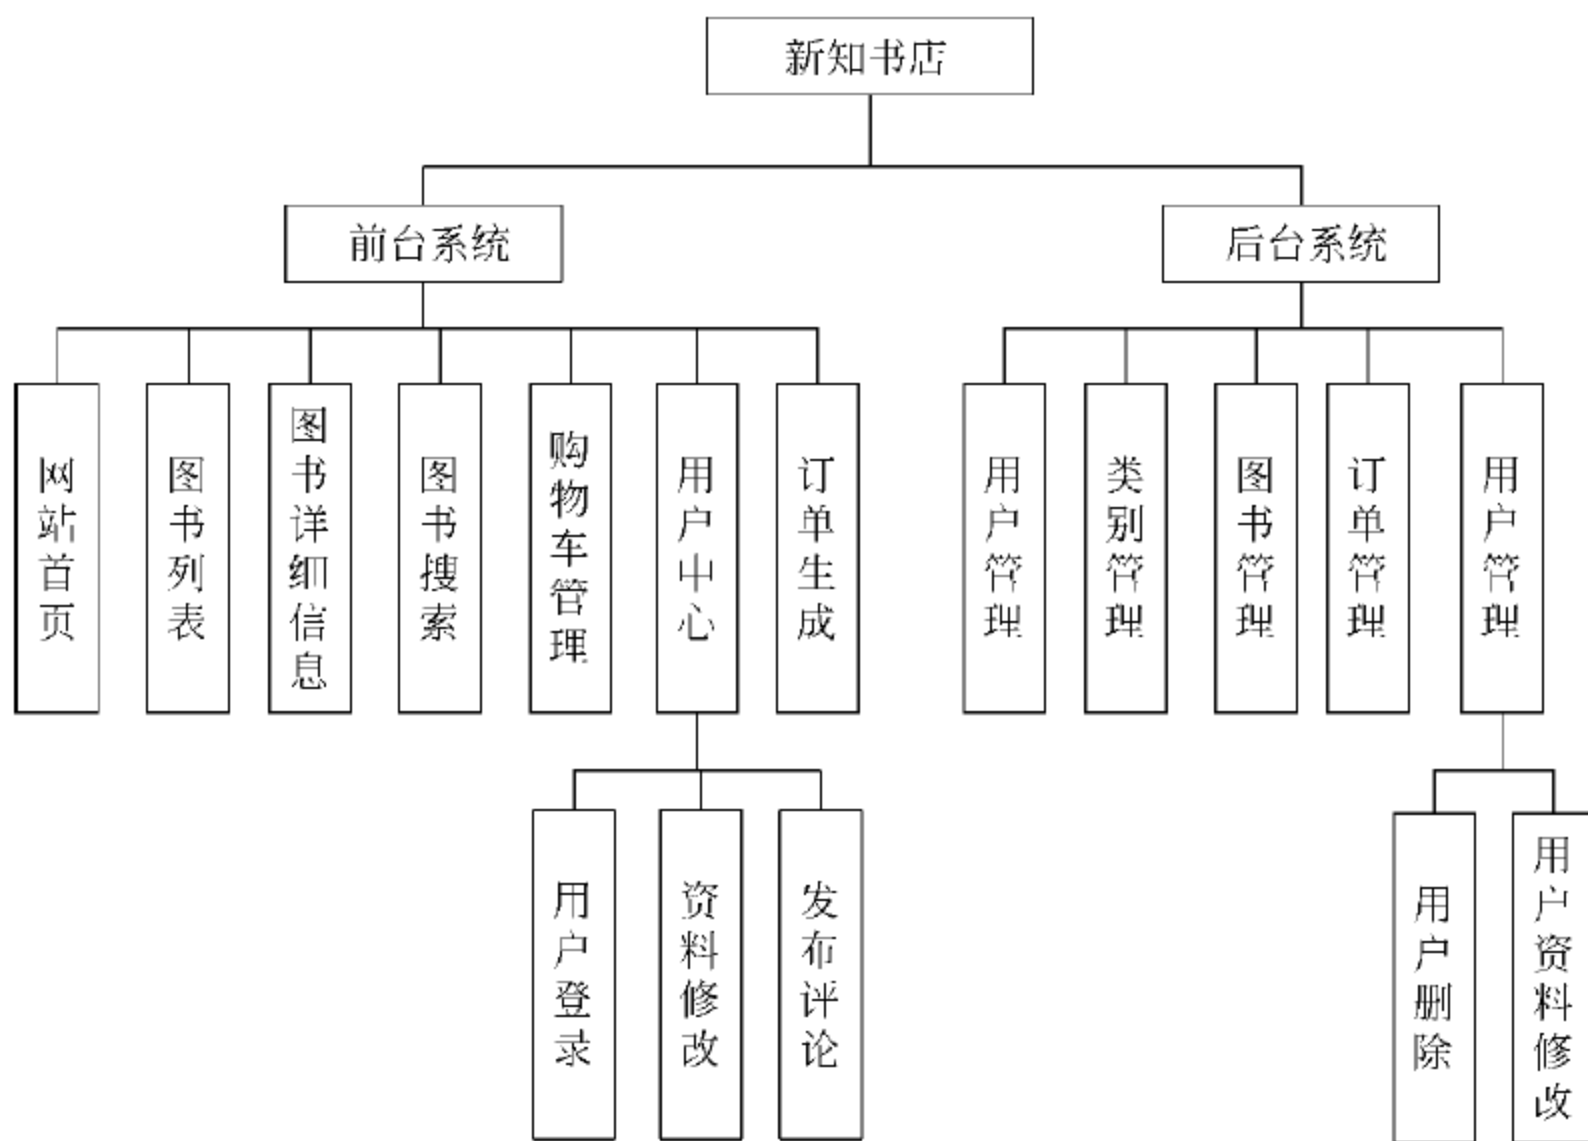 新知书店
前台系统
后台系统
网站首页
图书列表
图书详细信息
图书搜索
购物车管理
用户中心
订单生成
用户管理
类别管理
图书管理
订单管理
用户管理
用户登录
资料修改
发布评论
用户删除
用户资料修改